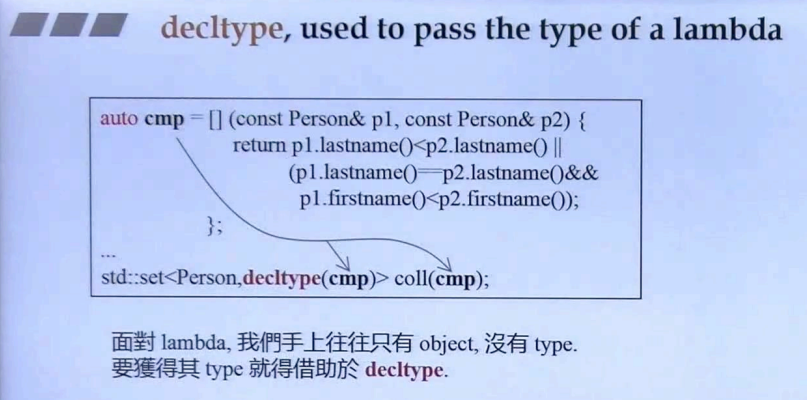 decltype, used to pass the type of a lambda
auto cmp = [] (const Person& p1, const Person& p2) {
return p1.lastname()<p2.lastname() ||
(p1.lastname()==p2.lastname()&&
p1.firstname()<p2.firstname());
};
...
std::set<Person,decltype(cmp)> coll(cmp);
面對 lambda, 我們手上往往只有 object, 沒有 type.
要獲得其 type 就得借助於 decltype.